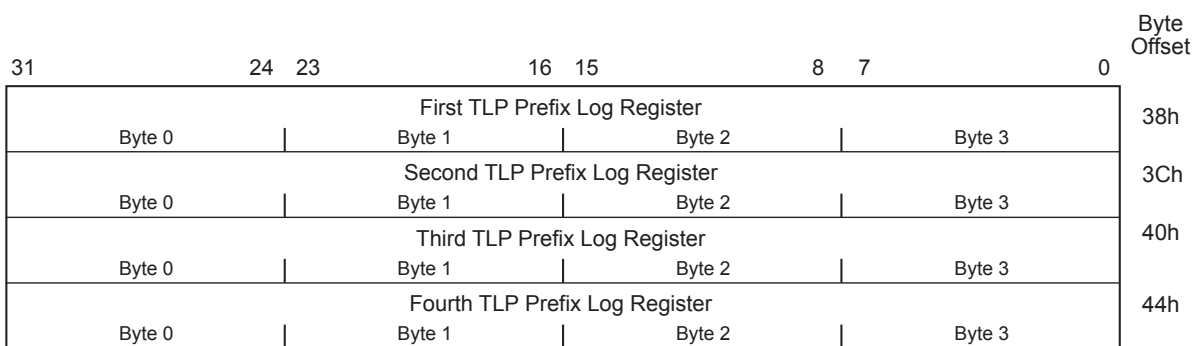 Byte
Offset
31 24 23 16 15 8 7 0
First TLP Prefix Log Register
38h
Byte 0 Byte 1 Byte 2 Byte 3
Second TLP Prefix Log Register
3Ch
Byte 0 Byte 1 Byte 2 Byte 3
Third TLP Prefix Log Register
40h
Byte 0 Byte 1 Byte 2 Byte 3
Fourth TLP Prefix Log Register
44h
Byte 0 Byte 1 Byte 2 Byte 3